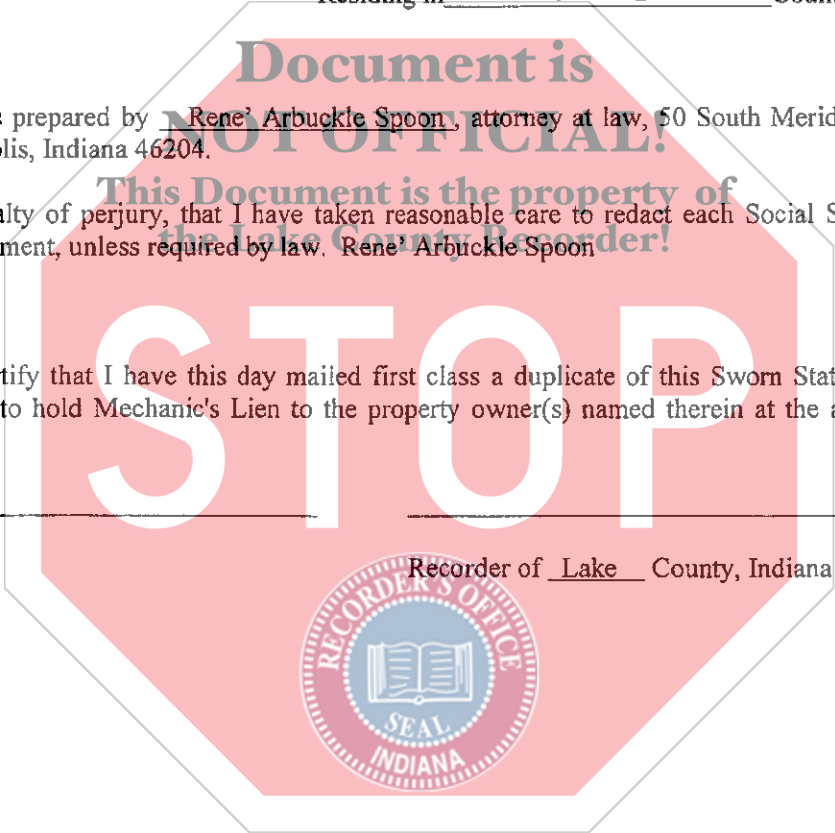 Residing in
Document is
prepared by Rene' Arbuckle Spoon, attorney at law, 50 South Merid
NOT OFFICIAL!
lis, Indiana 46204.
This Document is the property of
alty of perjury, that I have taken reasonable care to redact each Social S
the Lake County Recorder!
ment, unless required by law. Rene' Arbuckle Spoon
STOP
tify that I have this day mailed first class a duplicate of this Sworn Stat
to hold Mechanic's Lien to the property owner(s) named therein at the a
Recorder of Lake County, Indiana
RECORDER'S OFFICE
SEAL
INDIANA